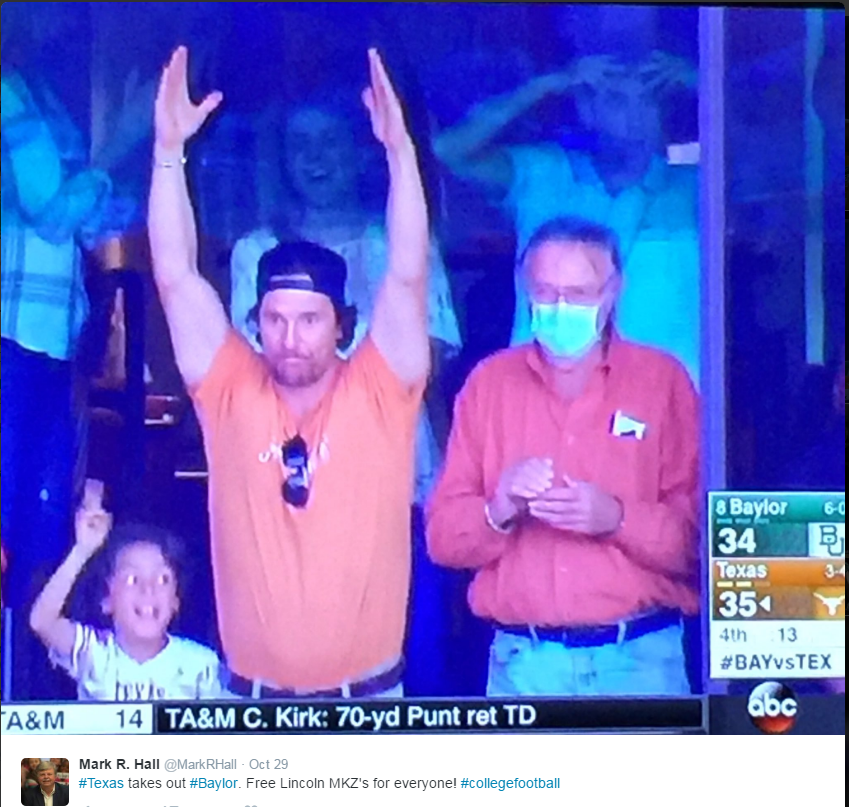 8 Baylor 6-0
34 BU
Texas 3-4
35
4th :13
#BAYvsTEX
TA&M 14 TA&M C. Kirk: 70-yd Punt ret TD
abc
Mark R. Hall @MarkRHall · Oct 29
#Texas takes out #Baylor. Free Lincoln MKZ's for everyone! #collegefootball